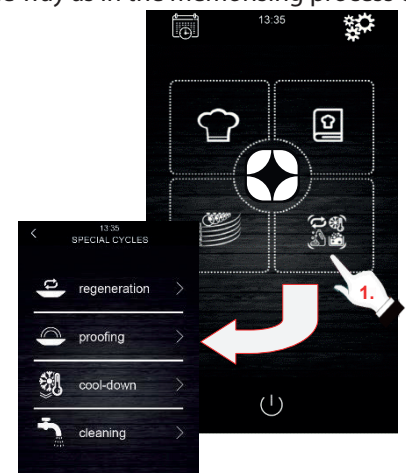 e way as in the memorising process
13:35
1.
13:35
SPECIAL CYCLES
regeneration
proofing
cool-down
cleaning